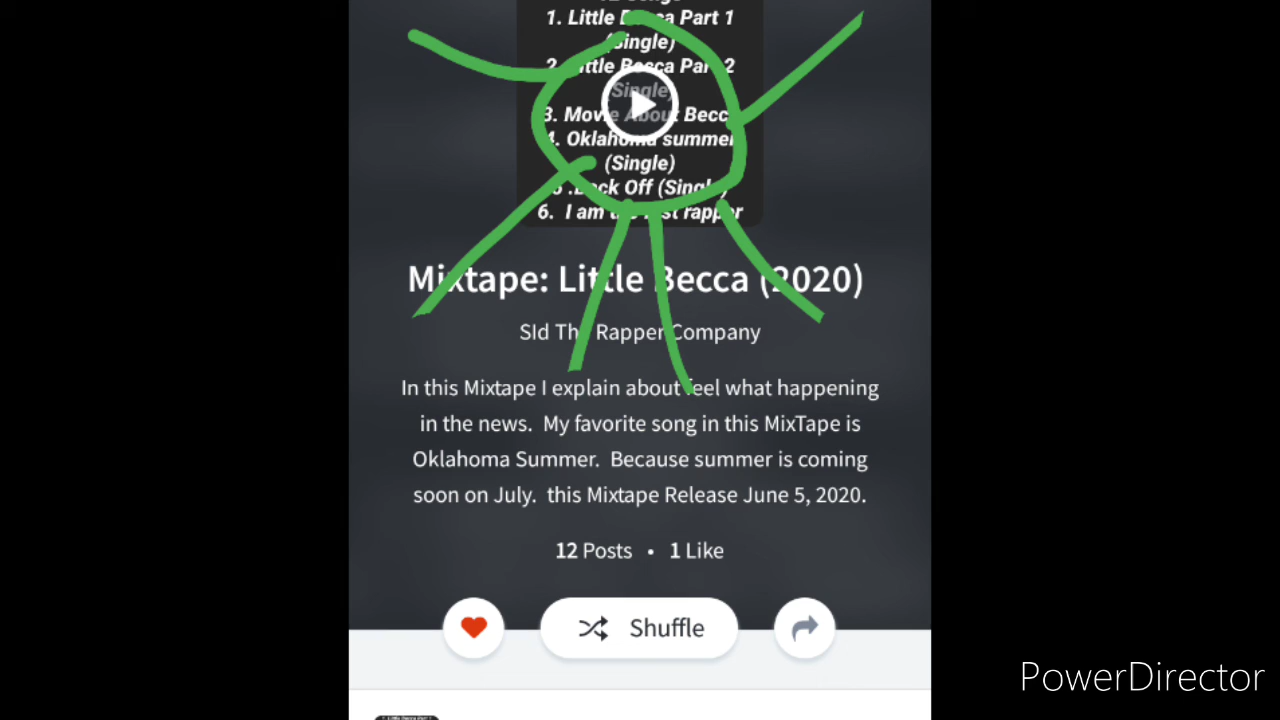 1. Little Becca Part 1
(Single)
2. Little Becca Part 2
(Single)
3. Movie About Becca
4. Oklahoma summer
(Single)
5 .Back Off (Single)
6. I am the rapper
Mixtape: Little Becca (2020)
SId The Rapper Company
In this Mixtape I explain about feel what happening
in the news. My favorite song in this MixTape is
Oklahoma Summer. Because summer is coming
soon on July. this Mixtape Release June 5, 2020.
12 Posts • 1 Like
Shuffle
PowerDirector